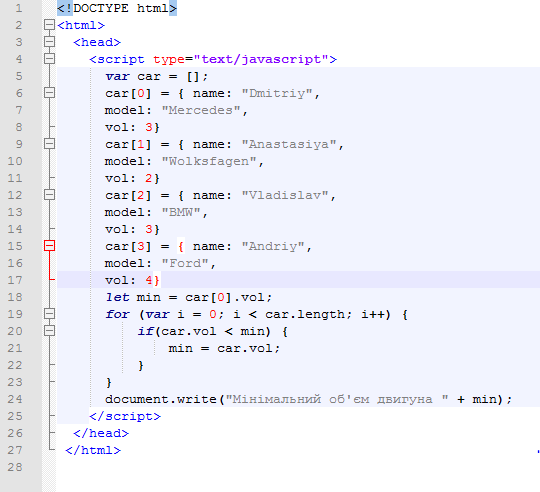 1 <!DOCTYPE html>
2 <html>
3 <head>
4 <script type="text/javascript">
5 var car = [];
6 car[0] = { name: "Dmitriy",
7 model: "Mercedes",
8 vol: 3}
9 car[1] = { name: "Anastasiya",
10 model: "Wolksfagen",
11 vol: 2}
12 car[2] = { name: "Vladislav",
13 model: "BMW",
14 vol: 3}
15 car[3] = { name: "Andriy",
16 model: "Ford",
17 vol: 4}
18 let min = car[0].vol;
19 for (var i = 0; i < car.length; i++) {
20 if(car.vol < min) {
21 min = car.vol;
22 }
23 }
24 document.write("Мінімальний об'єм двигуна " + min);
25 </script>
26 </head>
27 </html>
28